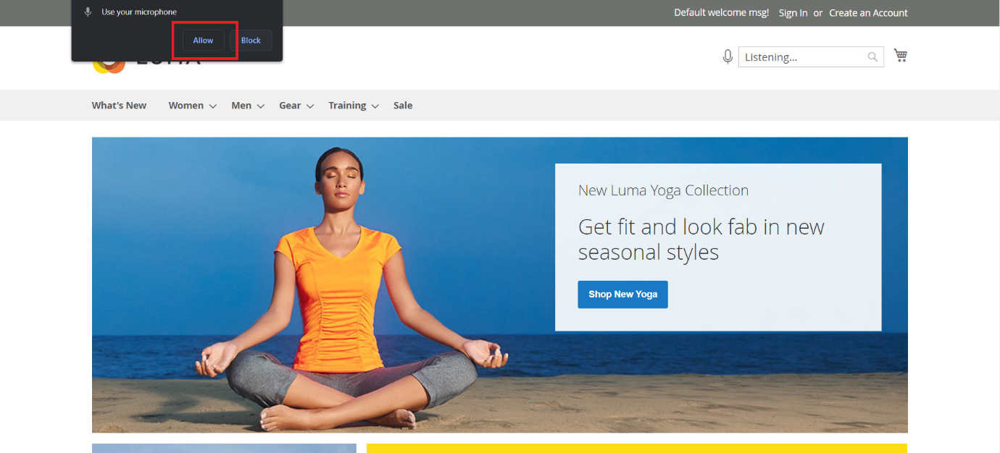 Use your microphone
Allow
Block
Default welcome msg!
Sign In or Create an Account
Listening...
What's New
Women
Men
Gear
Training
Sale
New Luma Yoga Collection
Get fit and look fab in new
seasonal styles
Shop New Yoga